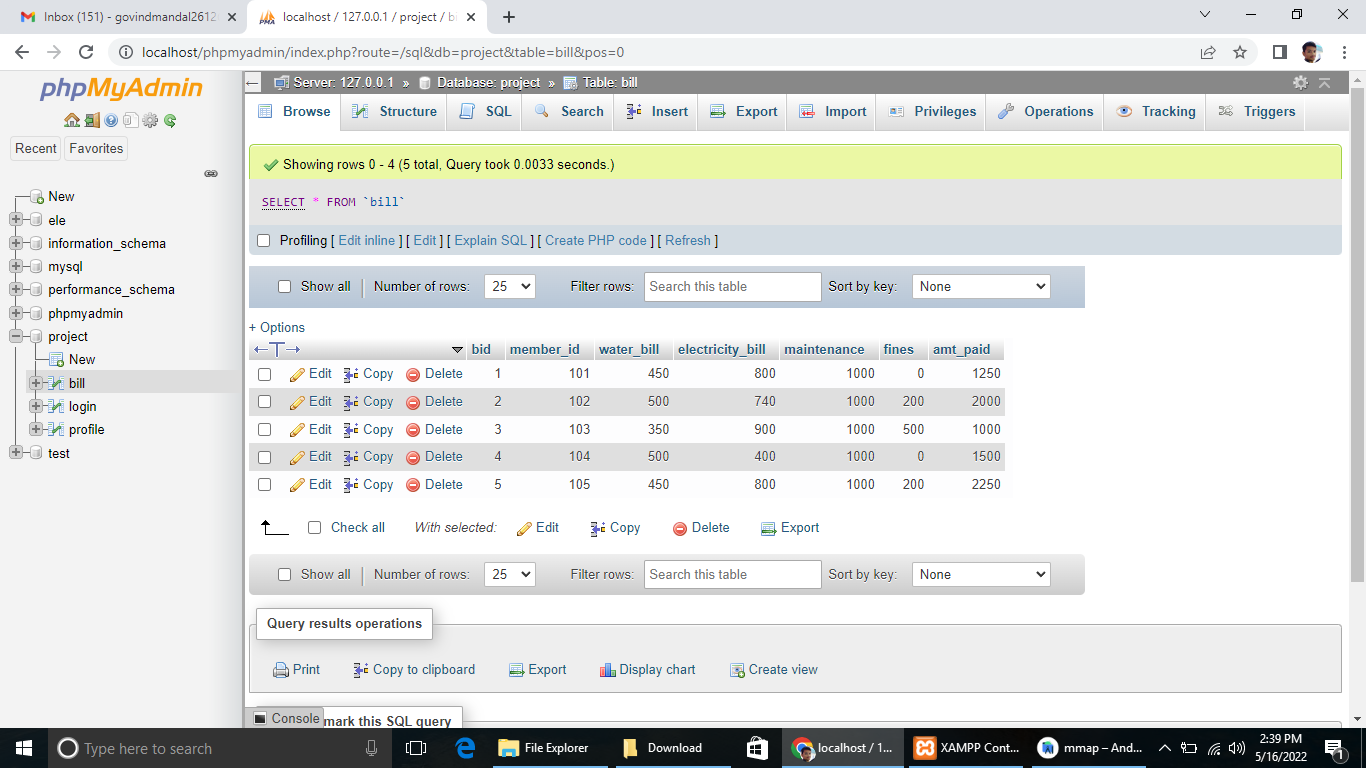 Inbox (151) - govindmandal2612
localhost / 127.0.0.1 / project / bi
localhost/phpmyadmin/index.php?route=/sql&db=project&table=bill&pos=0
phpMyAdmin
Recent Favorites
New
ele
information_schema
mysql
performance_schema
phpmyadmin
project
New
bill
login
profile
test
Server: 127.0.0.1 » Database: project » Table: bill
Browse Structure SQL Search Insert Export Import Privileges Operations Tracking Triggers
Showing rows 0 - 4 (5 total, Query took 0.0033 seconds.)
SELECT * FROM `bill`
Profiling [ Edit inline ] [ Edit ] [ Explain SQL ] [ Create PHP code ] [ Refresh ]
Show all Number of rows: 25 Filter rows: Search this table Sort by key: None
+ Options
bid member_id water_bill electricity_bill maintenance fines amt_paid
Edit Copy Delete 1 101 450 800 1000 0 1250
Edit Copy Delete 2 102 500 740 1000 200 2000
Edit Copy Delete 3 103 350 900 1000 500 1000
Edit Copy Delete 4 104 500 400 1000 0 1500
Edit Copy Delete 5 105 450 800 1000 200 2250
Check all With selected: Edit Copy Delete Export
Show all Number of rows: 25 Filter rows: Search this table Sort by key: None
Query results operations
Print Copy to clipboard Export Display chart Create view
Console mark this SQL query
Type here to search
File Explorer
Download
localhost / 1...
XAMPP Cont...
mmap – And...
2:39 PM
5/16/2022
1